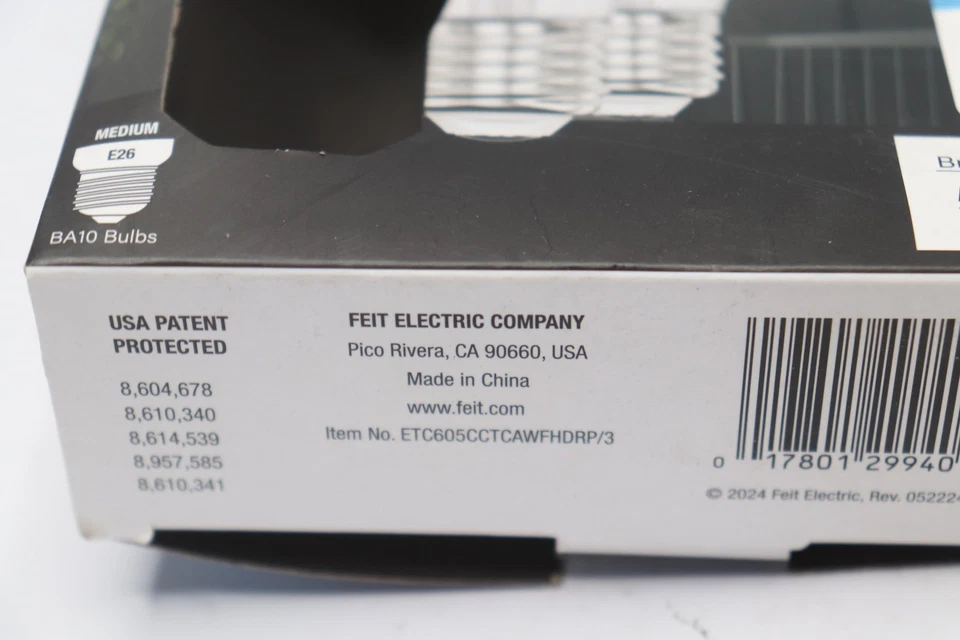 MEDIUM
E26
BA10 Bulbs
USA PATENT
PROTECTED
8,604,678
8,610,340
8,614,539
8,957,585
8,610,341
FEIT ELECTRIC COMPANY
Pico Rivera, CA 90660, USA
Made in China
www.feit.com
Item No. ETC605CCTCAWFHDRP/3
0 17801 29940
© 2024 Feit Electric, Rev. 052224